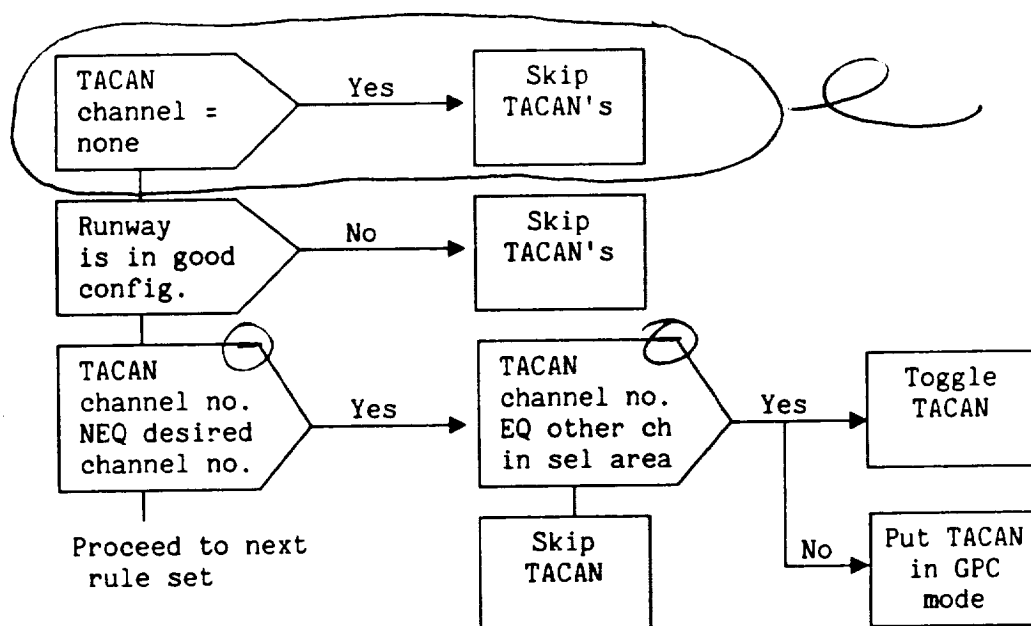 TACAN
channel =
none
Yes
Skip
TACAN's
Runway
is in good
config.
No
Skip
TACAN's
TACAN
channel no.
NEQ desired
channel no.
Yes
TACAN
channel no.
EQ other ch
in sel area
Yes
Toggle
TACAN
No
Put TACAN
in GPC
mode
Proceed to next
rule set
Skip
TACAN